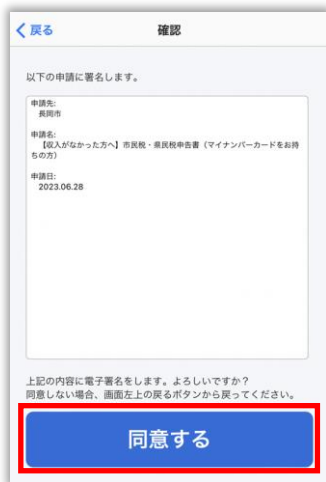 戻る 確認
以下の申請に署名します。
申請先:
長岡市
申請名:
【収入がなかった方へ】市民税・県民税申告書（マイナンバーカードをお持
ちの方）
申請日:
2023.06.28
上記の内容に電子署名をします。よろしいですか？
同意しない場合、画面左上の戻るボタンから戻ってください。
同意する